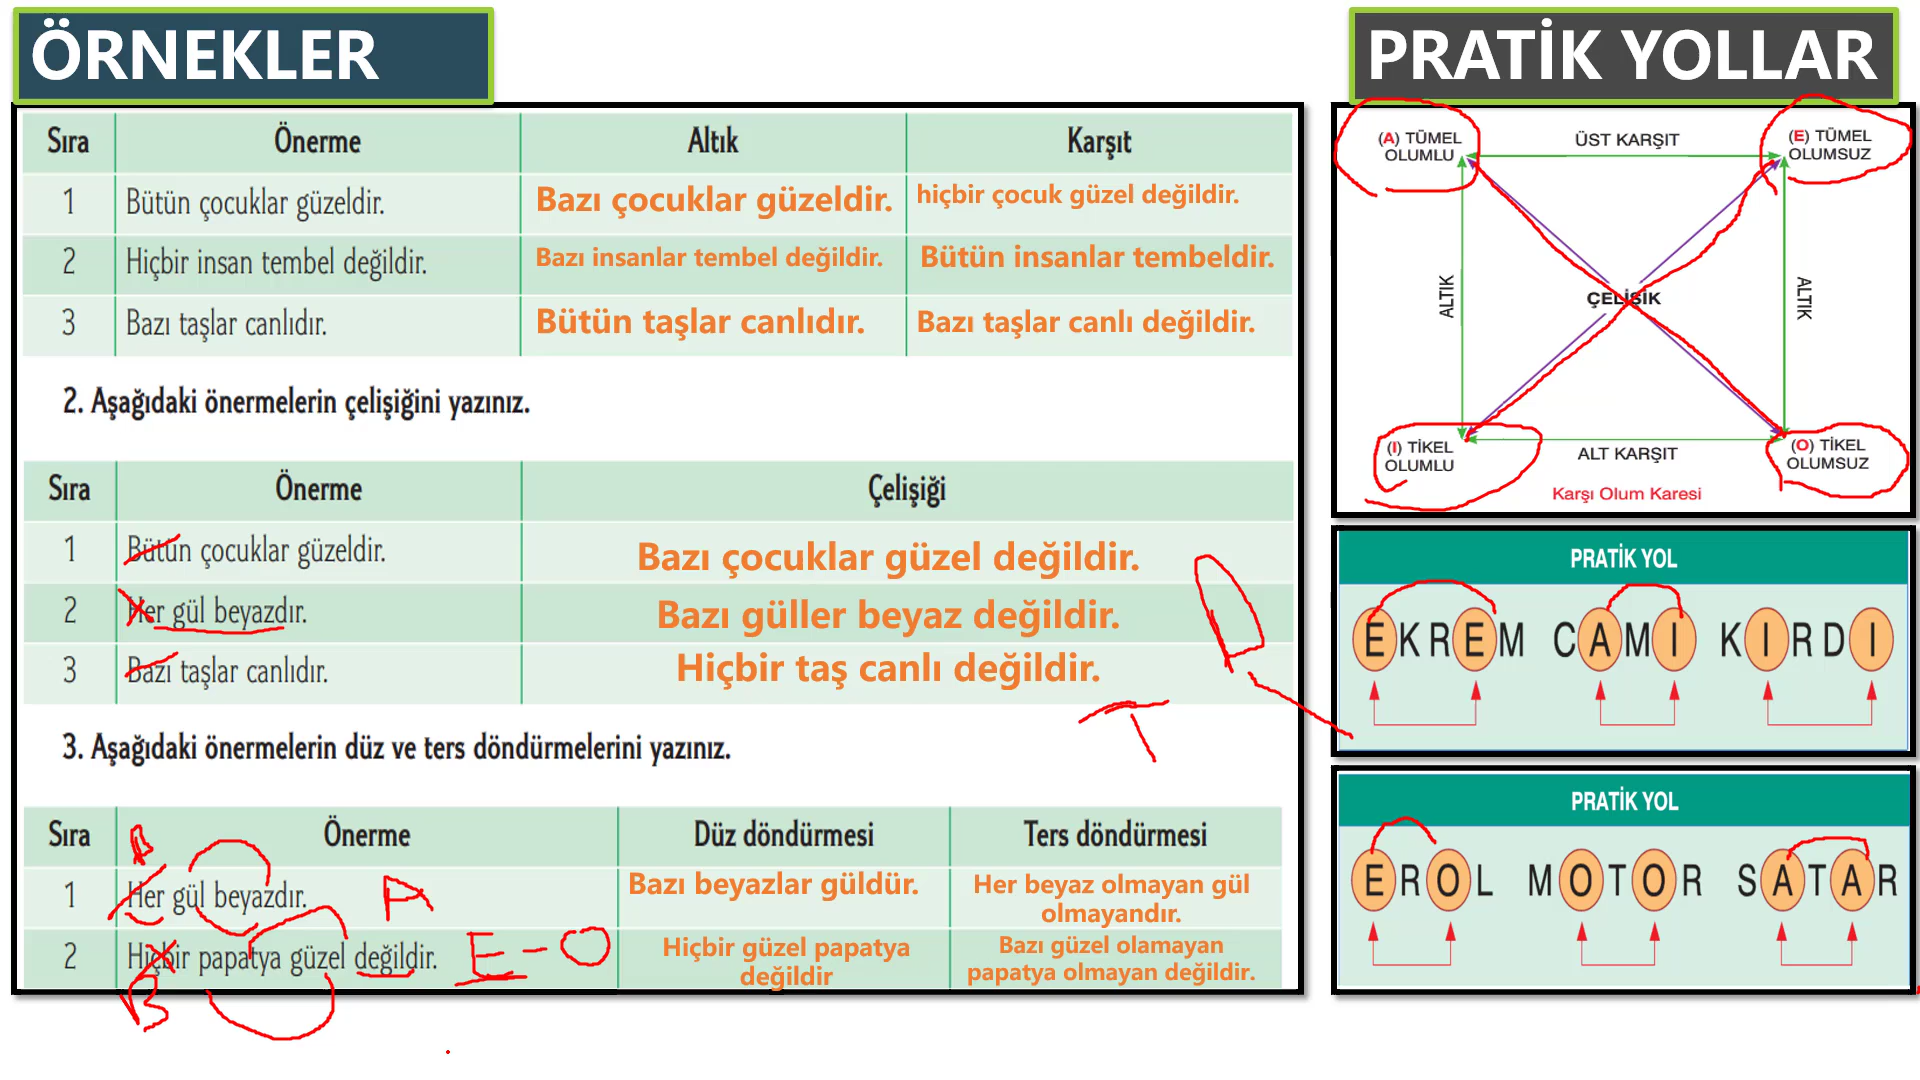 ÖRNEKLER
Sıra Önerme Altık Karşıt
1 Bütün çocuklar güzeldir. Bazı çocuklar güzeldir. hiçbir çocuk güzel değildir.
2 Hiçbir insan tembel değildir. Bazı insanlar tembel değildir. Bütün insanlar tembeldir.
3 Bazı taşlar canlıdır. Bütün taşlar canlıdır. Bazı taşlar canlı değildir.
2. Aşağıdaki önermelerin çelişiğini yazınız.
Sıra Önerme Çelişiği
1 Bütün çocuklar güzeldir. Bazı çocuklar güzel değildir.
2 Her gül beyazdır. Bazı güller beyaz değildir.
3 Bazı taşlar canlıdır. Hiçbir taş canlı değildir.
T
3. Aşağıdaki önermelerin düz ve ters döndürmelerini yazınız.
Sıra Önerme Düz döndürmesi Ters döndürmesi
1 Her gül beyazdır. A Bazı beyazlar güldür. Her beyaz olmayan gül
olmayandır.
2 Hiçbir papatya güzel değildir. E-O Hiçbir güzel papatya
değildir
Bazı güzel olamayan
papatya olmayan değildir.
B
PRATİK YOLLAR
(A) TÜMEL
OLUMLU
ÜST KARŞIT
(E) TÜMEL
OLUMSUZ
ALTIK
ÇELİŞİK
ALTIK
(I) TİKEL
OLUMLU
ALT KARŞIT
(O) TİKEL
OLUMSUZ
Karşı Olum Karesi
PRATİK YOL
EKREM CAMI KIRDI
PRATİK YOL
EROL MOTOR SATAR